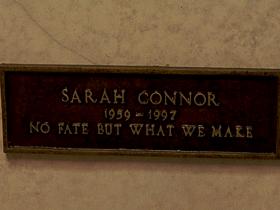 SARAH CONNOR
1959 - 1997
NO FATE BUT WHAT WE MAKE